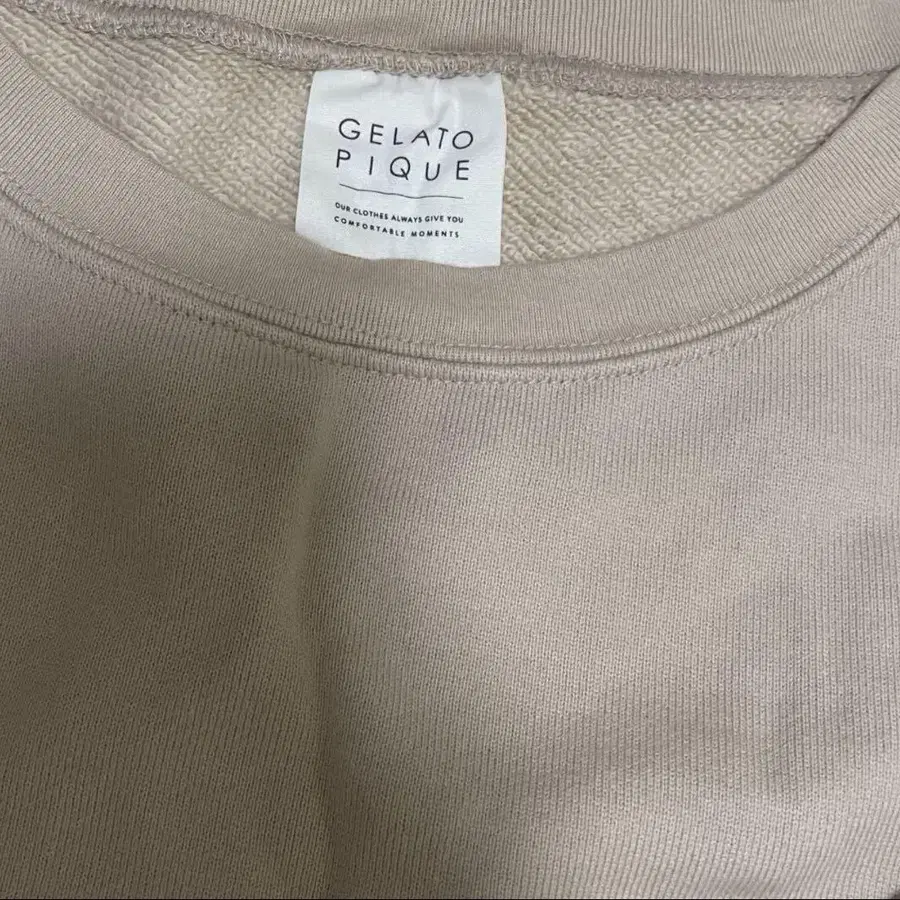 GELATO
PIQUE
OUR CLOTHES ALWAYS GIVE YOU
COMFORTABLE MOMENTS